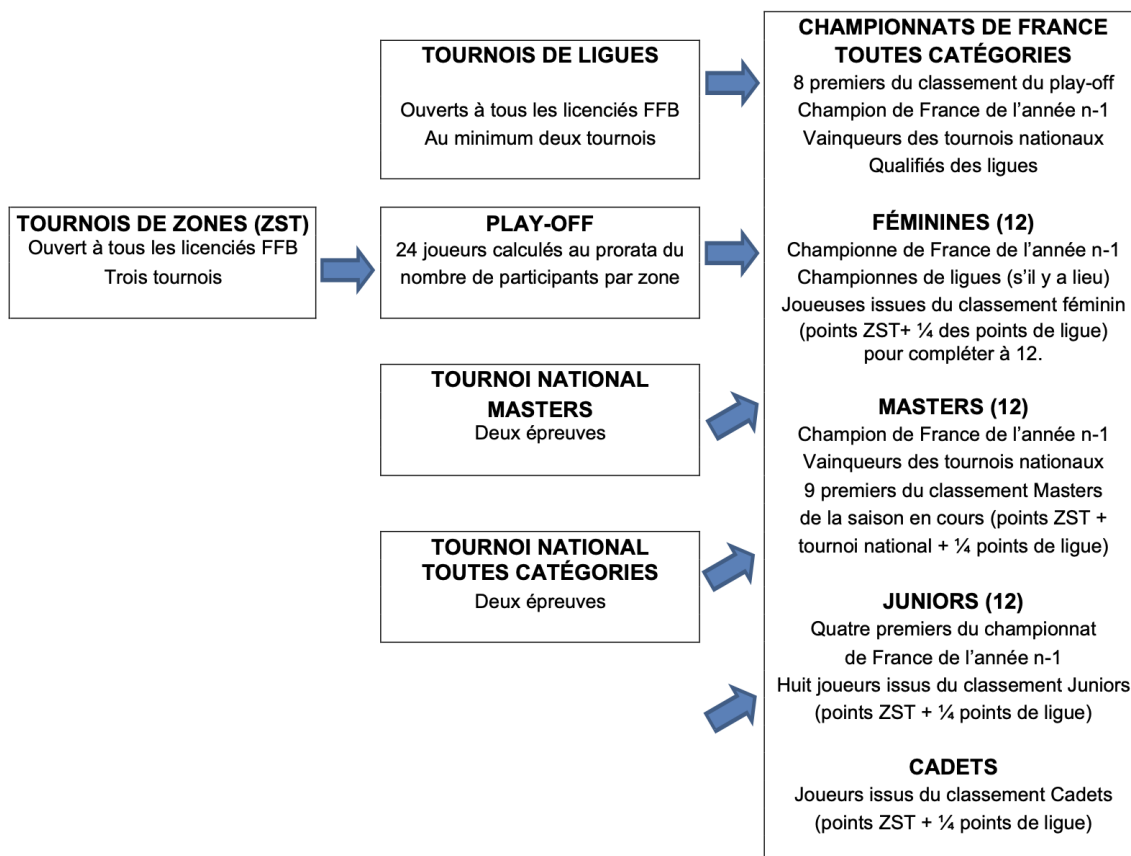 TOURNOIS DE ZONES (ZST)
Ouvert à tous les licenciés FFB
Trois tournois
TOURNOIS DE LIGUES
Ouverts à tous les licenciés FFB
Au minimum deux tournois
PLAY-OFF
24 joueurs calculés au prorata du
nombre de participants par zone
TOURNOI NATIONAL
MASTERS
Deux épreuves
TOURNOI NATIONAL
TOUTES CATÉGORIES
Deux épreuves
CHAMPIONNATS DE FRANCE
TOUTES CATÉGORIES
8 premiers du classement du play-off
Champion de France de l’année n-1
Vainqueurs des tournois nationaux
Qualifiés des ligues
FÉMININES (12)
Championne de France de l’année n-1
Championnes de ligues (s’il y a lieu)
Joueuses issues du classement féminin
(points ZST+ ¼ des points de ligue)
pour compléter à 12.
MASTERS (12)
Champion de France de l’année n-1
Vainqueurs des tournois nationaux
9 premiers du classement Masters
de la saison en cours (points ZST +
tournoi national + ¼ points de ligue)
JUNIORS (12)
Quatre premiers du championnat
de France de l’année n-1
Huit joueurs issus du classement Juniors
(points ZST + ¼ points de ligue)
CADETS
Joueurs issus du classement Cadets
(points ZST + ¼ points de ligue)